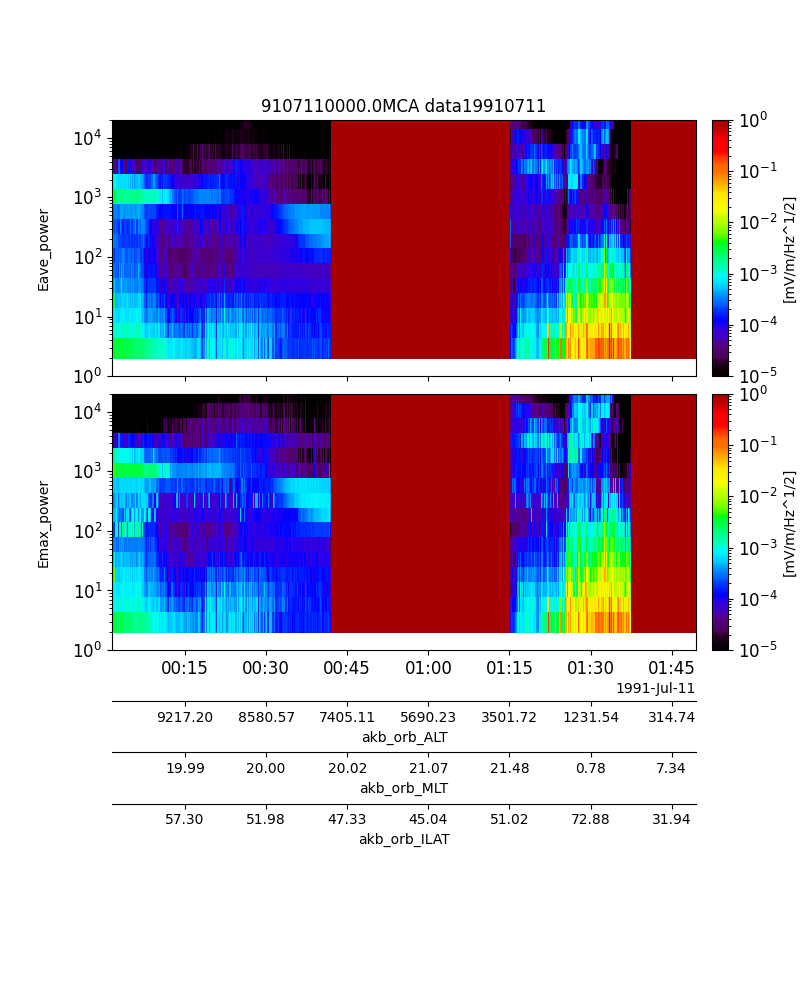 9107110000.0MCA data19910711
Eave_power
10^4
10^3
10^2
10^1
10^0
10^0
10^-1
10^-2
10^-3
10^-4
10^-5
[mV/m/Hz^1/2]
Emax_power
10^4
10^3
10^2
10^1
10^0
10^0
10^-1
10^-2
10^-3
10^-4
10^-5
[mV/m/Hz^1/2]
00:15 00:30 00:45 01:00 01:15 01:30 01:45
1991-Jul-11
9217.20 8580.57 7405.11 5690.23 3501.72 1231.54 314.74
akb_orb_ALT
19.99 20.00 20.02 21.07 21.48 0.78 7.34
akb_orb_MLT
57.30 51.98 47.33 45.04 51.02 72.88 31.94
akb_orb_ILAT